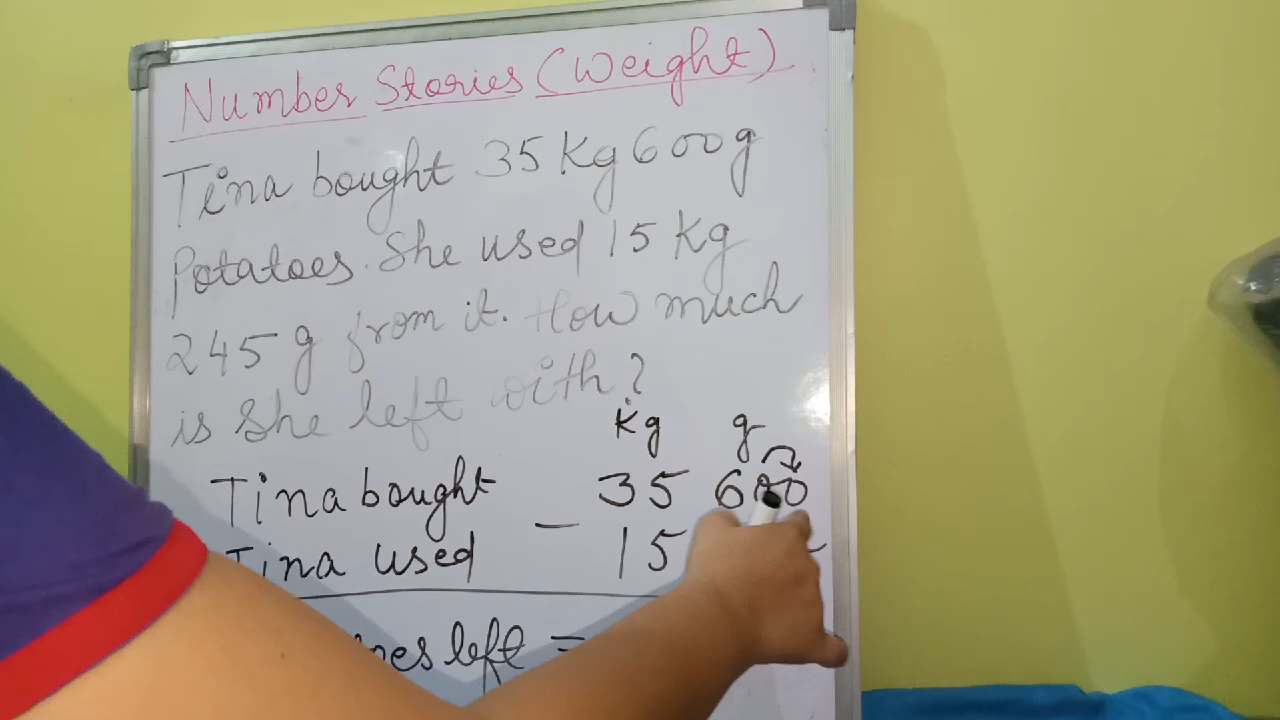 Number Stories (Weight)
Tina bought 35 Kg 600 g
Potatoes. She used 15 Kg
245 g from it. How much
is she left with?
Kg g
Tina bought 35 600
Tina used - 15
left =